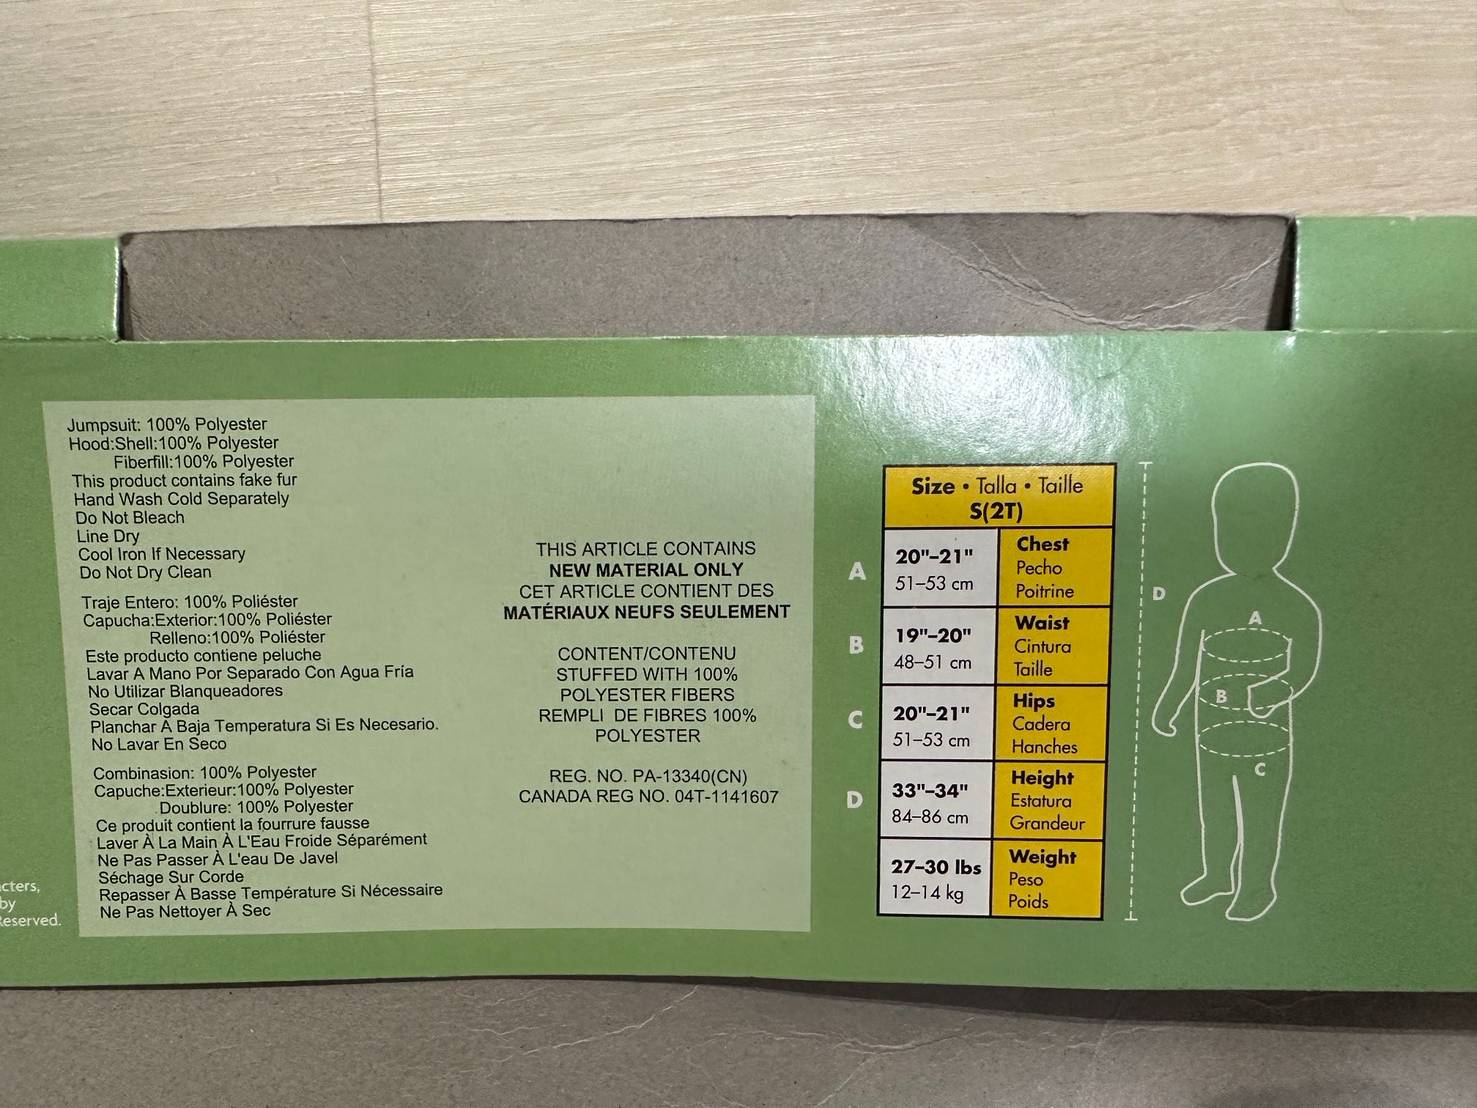 Jumpsuit: 100% Polyester
Hood:Shell:100% Polyester
Fiberfill:100% Polyester
This product contains fake fur
Hand Wash Cold Separately
Do Not Bleach
Line Dry
Cool Iron If Necessary
Do Not Dry Clean
Traje Entero: 100% Poliéster
Capucha:Exterior:100% Poliéster
Relleno:100% Poliéster
Este producto contiene peluche
Lavar A Mano Por Separado Con Agua Fría
No Utilizar Blanqueadores
Secar Colgada
Planchar A Baja Temperatura Si Es Necesario.
No Lavar En Seco
Combinasion: 100% Polyester
Capuche:Exterieur:100% Polyester
Doublure: 100% Polyester
Ce produit contient la fourrure fausse
Laver À La Main À L'Eau Froide Séparément
Ne Pas Passer À L'eau De Javel
Séchage Sur Corde
Repasser À Basse Température Si Nécessaire
Ne Pas Nettoyer À Sec
by
THIS ARTICLE CONTAINS
NEW MATERIAL ONLY
CET ARTICLE CONTIENT DES
MATÉRIAUX NEUFS SEULEMENT
CONTENT/CONTENU
STUFFED WITH 100%
POLYESTER FIBERS
REMPLI DE FIBRES 100%
POLYESTER
REG. NO. PA-13340(CN)
CANADA REG NO. 04T-1141607
Size • Talla • Taille
S(2T)
A
20"–21"
51–53 cm
Chest
Pecho
Poitrine
B
19"–20"
48–51 cm
Waist
Cintura
Taille
C
20"–21"
51–53 cm
Hips
Cadera
Hanches
D
33"–34"
84–86 cm
Height
Estatura
Grandeur
27–30 lbs
12–14 kg
Weight
Peso
Poids
D
A
B
C